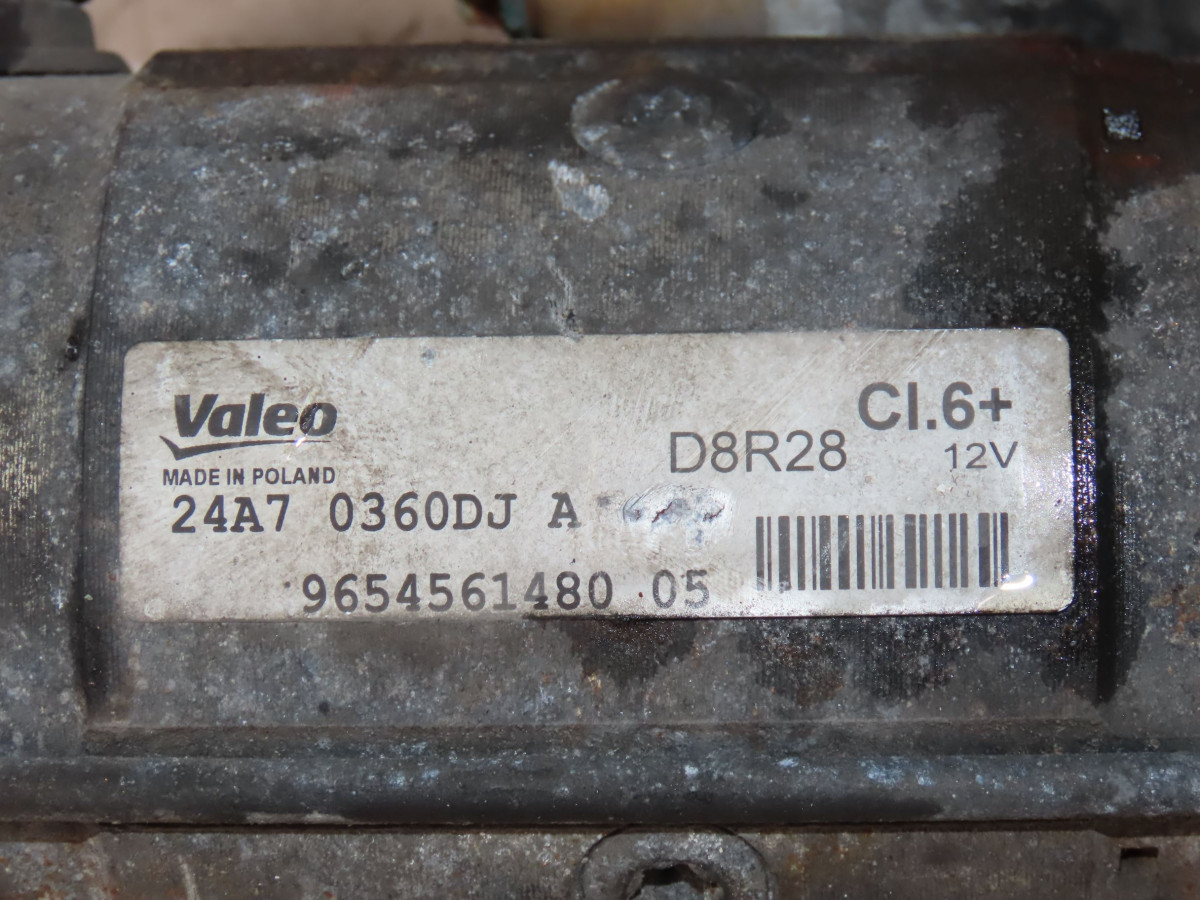 Valeo
MADE IN POLAND
D8R28
Cl.6+
12V
24A7 0360DJ A
9654561480 05